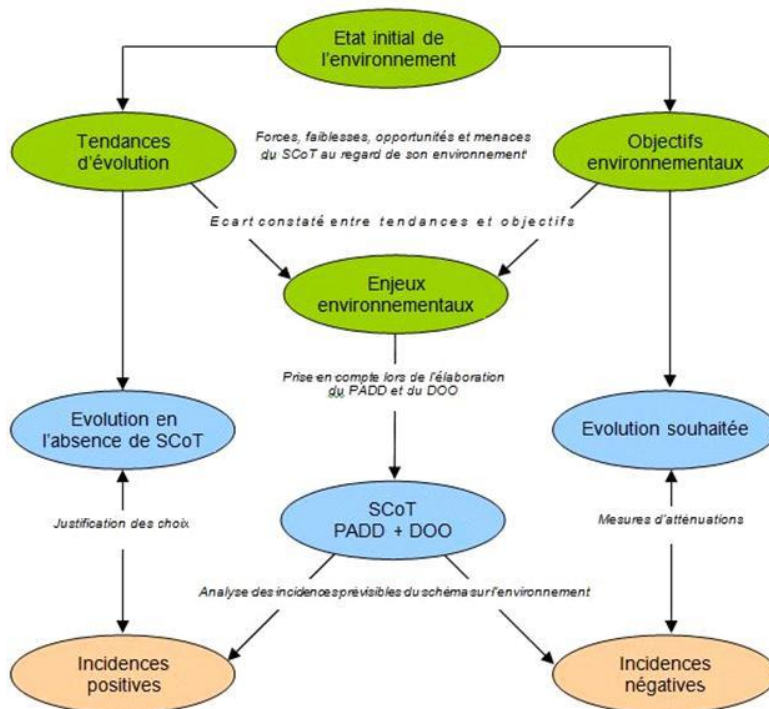 Etat initial de
l'environnement
Tendances
d'évolution
Forces, faiblesses, opportunités et menaces
du SCoT au regard de son environnement
Objectifs
environnementaux
Ecart constaté entre tendances et objectifs
Enjeux
environnementaux
Prise en compte lors de l'élaboration
du PADD et du DOO
Evolution en
l'absence de SCoT
Evolution souhaitée
SCoT
PADD + DOO
Justification des choix
Mesures d'atténuations
Analyse des incidences prévisibles du schéma sur l'environnement
Incidences
positives
Incidences
négatives